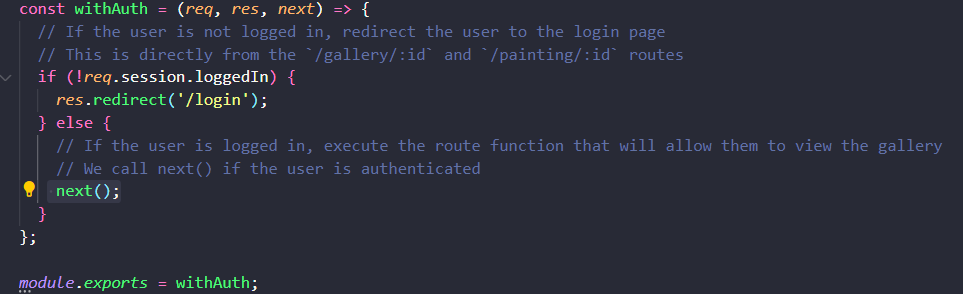 const withAuth = (req, res, next) => {
// If the user is not logged in, redirect the user to the login page
// This is directly from the `/gallery/:id` and `/painting/:id` routes
if (!req.session.loggedIn) {
res.redirect('/login');
} else {
// If the user is logged in, execute the route function that will allow them to view the gallery
// We call next() if the user is authenticated
next();
}
};
module.exports = withAuth;